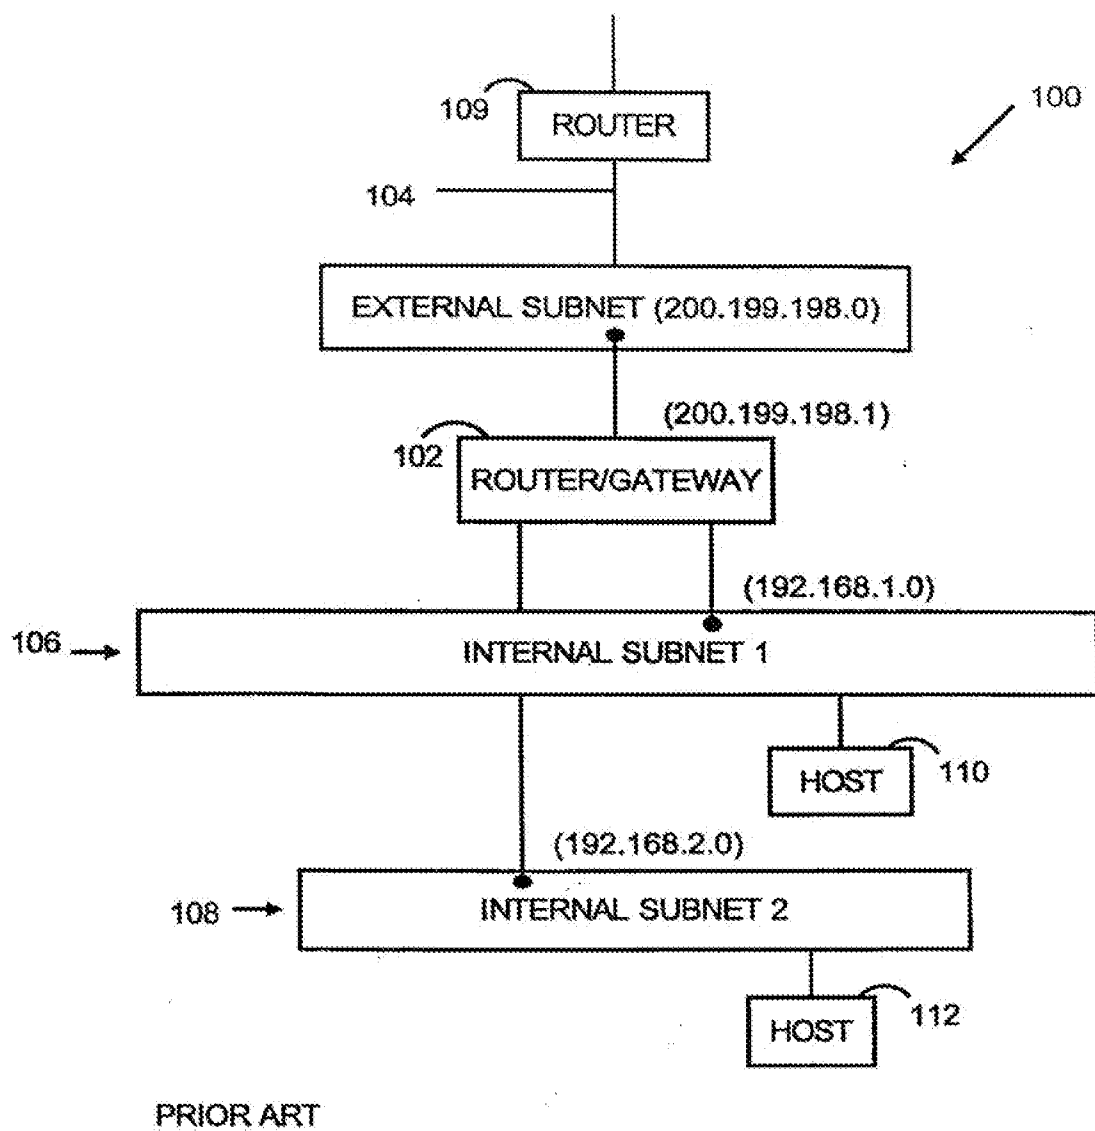 109
ROUTER
100
104
EXTERNAL SUBNET (200.199.198.0)
(200.199.198.1)
102
ROUTER/GATEWAY
(192.168.1.0)
106
INTERNAL SUBNET 1
HOST
110
(192.168.2.0)
108
INTERNAL SUBNET 2
HOST
112
PRIOR ART